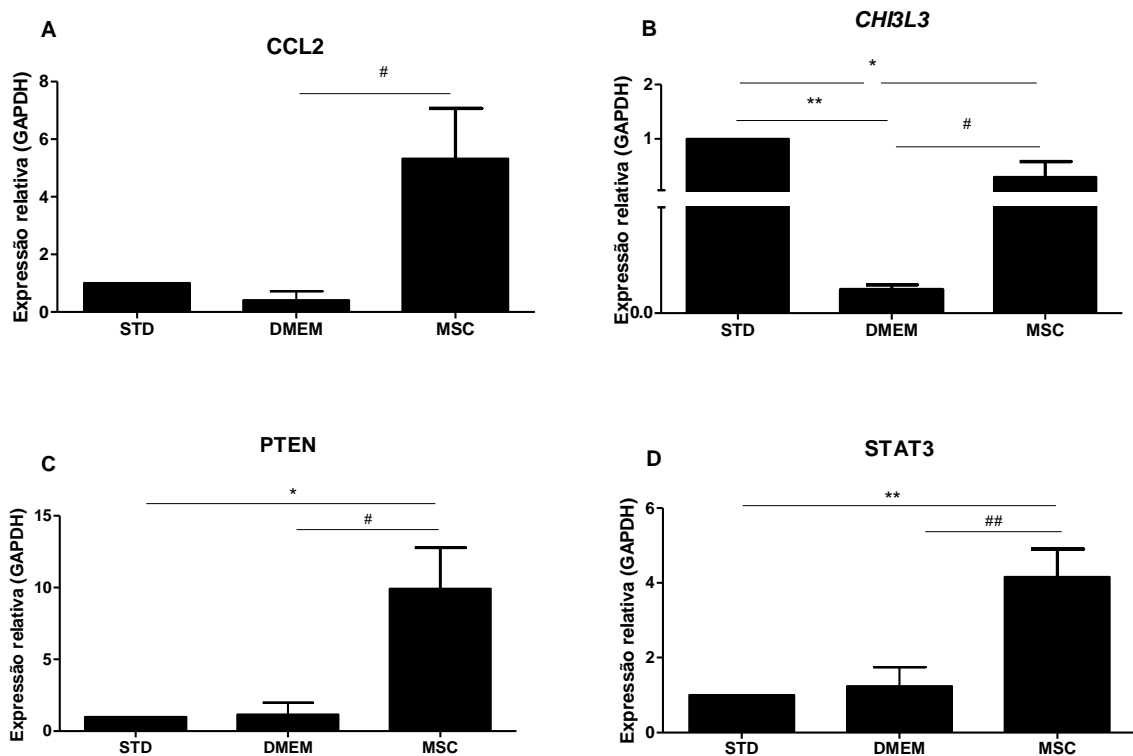 A
CCL2
#
Expressão relativa (GAPDH)
8
6
4
2
0
STD DMEM MSC
B
CHI3L3
*
**
#
Expressão relativa (GAPDH)
2
1
0.0
STD DMEM MSC
C
PTEN
*
#
Expressão relativa (GAPDH)
15
10
5
0
STD DMEM MSC
D
STAT3
**
##
Expressão relativa (GAPDH)
6
4
2
0
STD DMEM MSC